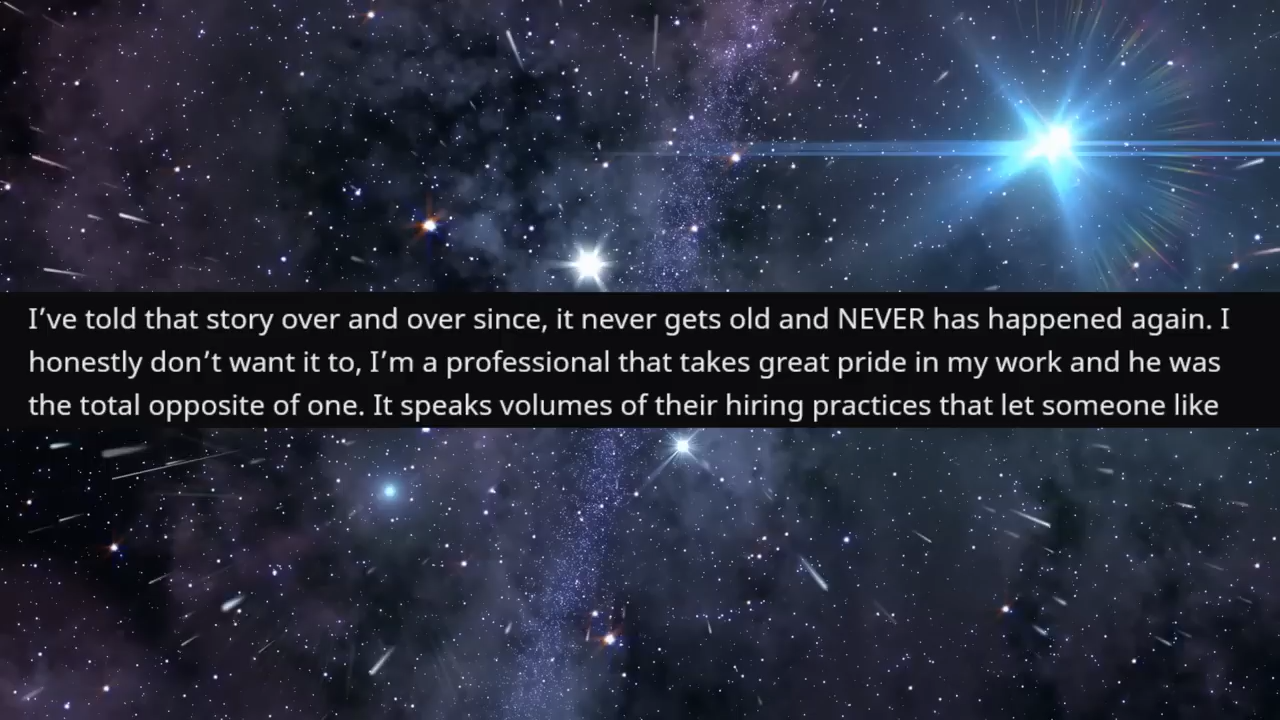 I’ve told that story over and over since, it never gets old and NEVER has happened again. I
honestly don’t want it to, I’m a professional that takes great pride in my work and he was
the total opposite of one. It speaks volumes of their hiring practices that let someone like